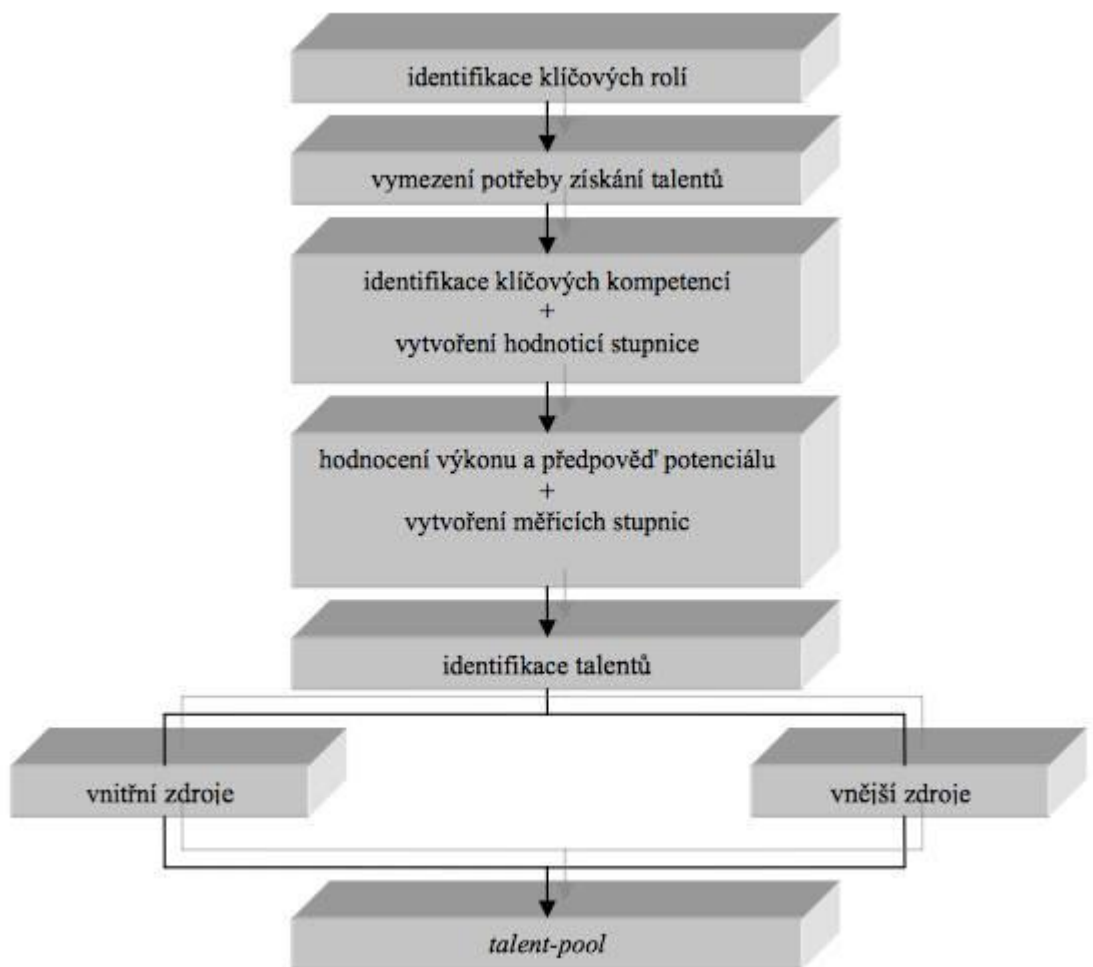 identifikace klíčových rolí
vymezení potřeby získání talentů
identifikace klíčových kompetencí
+
vytvoření hodnoticí stupnice
hodnocení výkonu a předpověď potenciálu
+
vytvoření měřicích stupnic
identifikace talentů
vnitřní zdroje
vnější zdroje
talent-pool